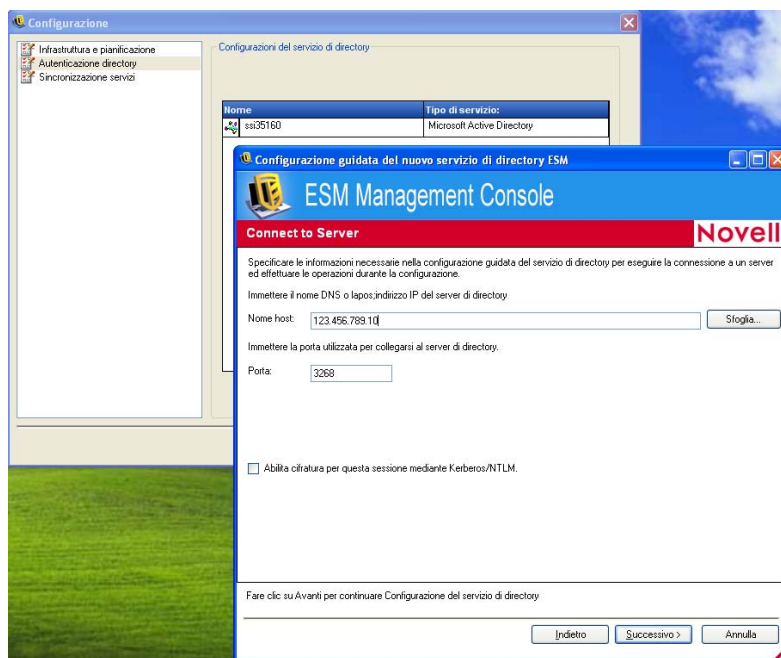 Configurazione
Infrastruttura e pianificazione
Autenticazione directory
Sincronizzazione servizi
Configurazioni del servizio di directory
Nome Tipo di servizio:
ssi35160 Microsoft Active Directory
Configurazione guidata del nuovo servizio di directory ESM
ESM Management Console
Connect to Server Novell
Specificare le informazioni necessarie nella configurazione guidata del servizio di directory per eseguire la connessione a un server
ed effettuare le operazioni durante la configurazione.
Immettere il nome DNS o lapos;indirizzo IP del server di directory
Nome host: 123.456.789.10 Sfoglia...
Immettere la porta utilizzata per collegarsi al server di directory.
Porta: 3268
Abilita cifratura per questa sessione mediante Kerberos/NTLM.
Fare clic su Avanti per continuare Configurazione del servizio di directory
Indietro Successivo > Annulla